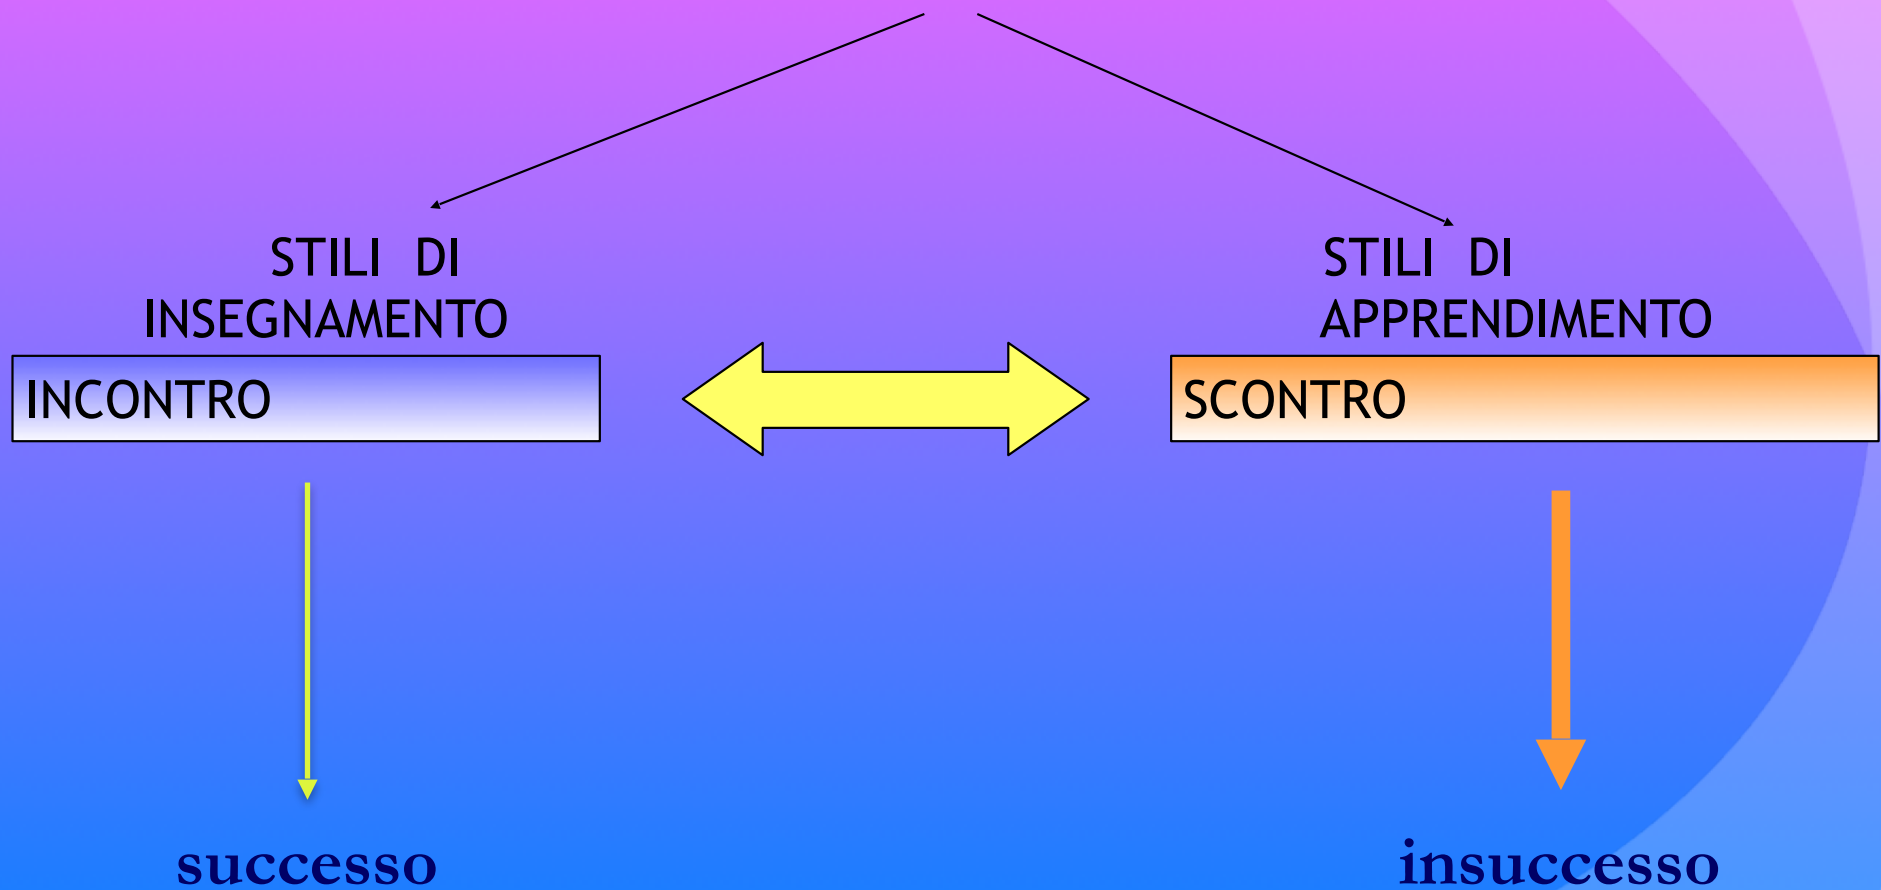 STILI DI
INSEGNAMENTO
STILI DI
APPRENDIMENTO
INCONTRO
SCONTRO
successo
insuccesso